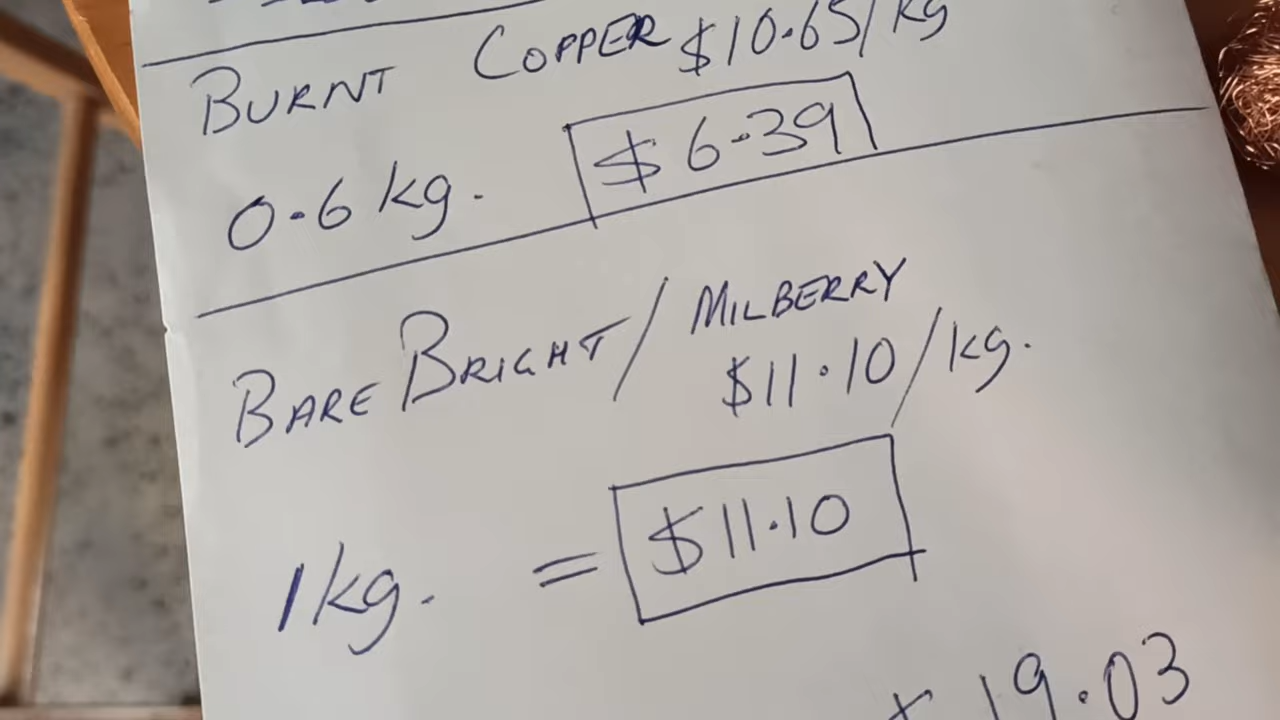 BURNT COPPER $10.65/kg
0.6 kg. $6.39
BARE BRIGHT / MILBERRY
$11.10/kg.
1kg. = $11.10
19.03